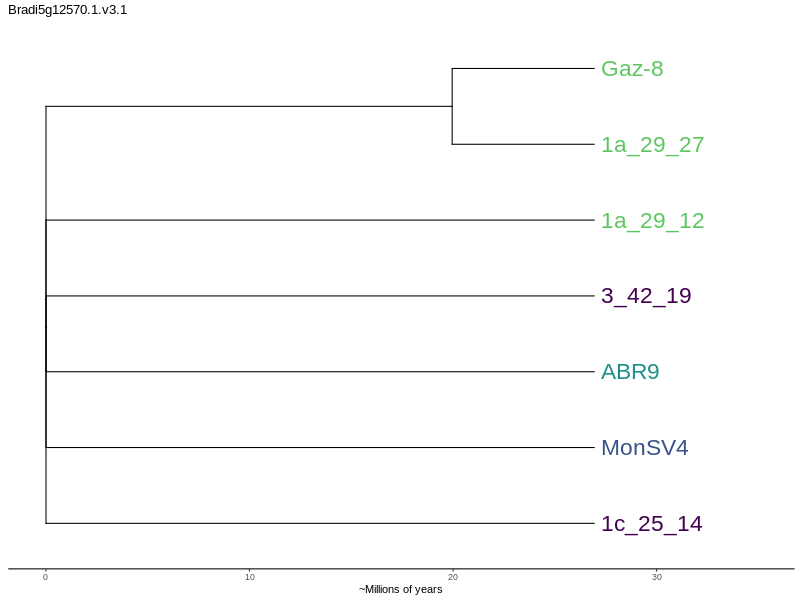 Bradi5g12570.1.v3.1
Gaz-8
1a_29_27
1a_29_12
3_42_19
ABR9
MonSV4
1c_25_14
0 10 20 30
~Millions of years